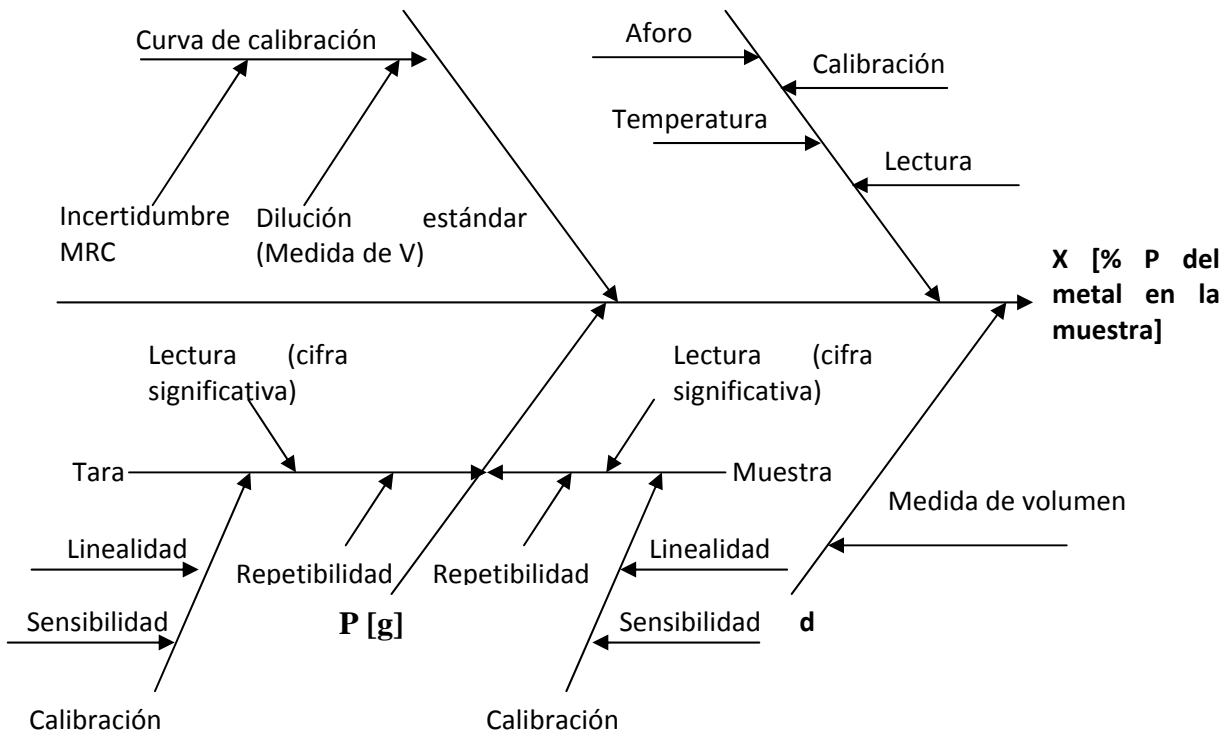 Curva de calibración
Aforo
Calibración
Temperatura
Lectura
Incertidumbre
MRC
Dilución estándar
(Medida de V)
X [% P del
metal en la
muestra]
Lectura (cifra
significativa)
Lectura (cifra
significativa)
Tara
Muestra
Medida de volumen
Linealidad
Repetibilidad
Repetibilidad
Linealidad
Sensibilidad
P [g]
Sensibilidad
d
Calibración
Calibración